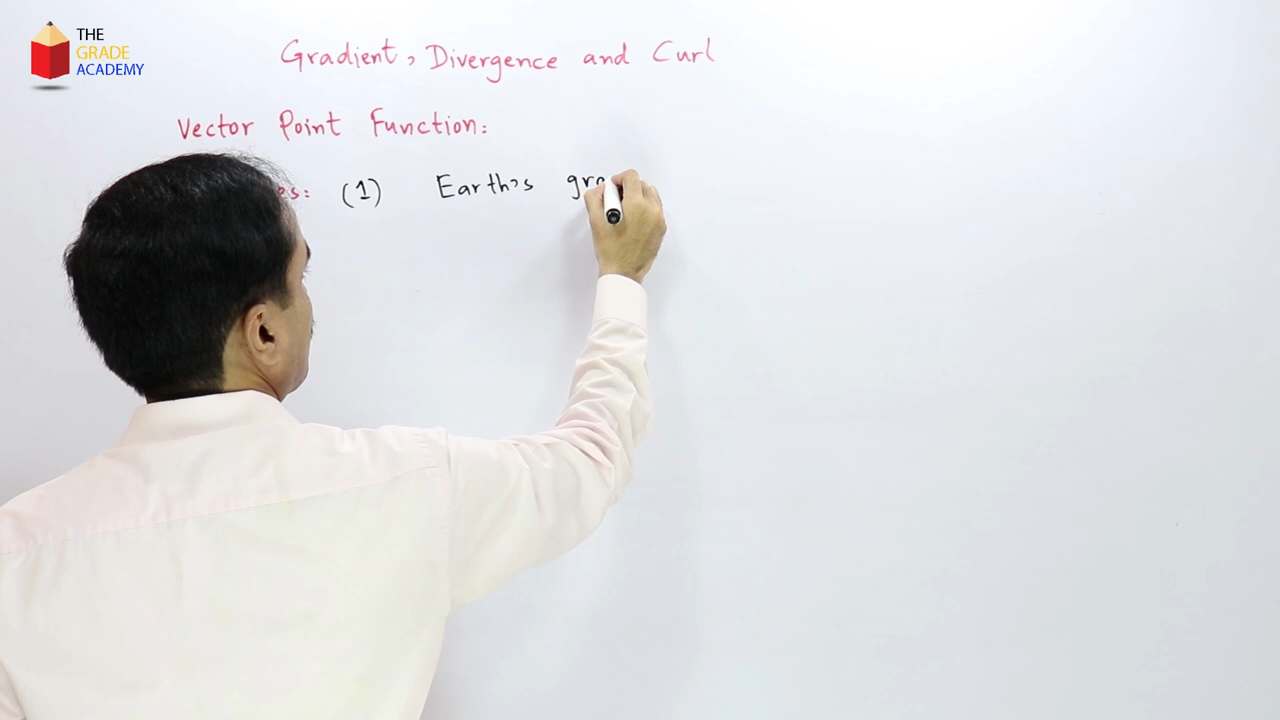 THE
GRADE
ACADEMY
Gradient, Divergence and Curl
Vector Point Function:
(1) Earth's